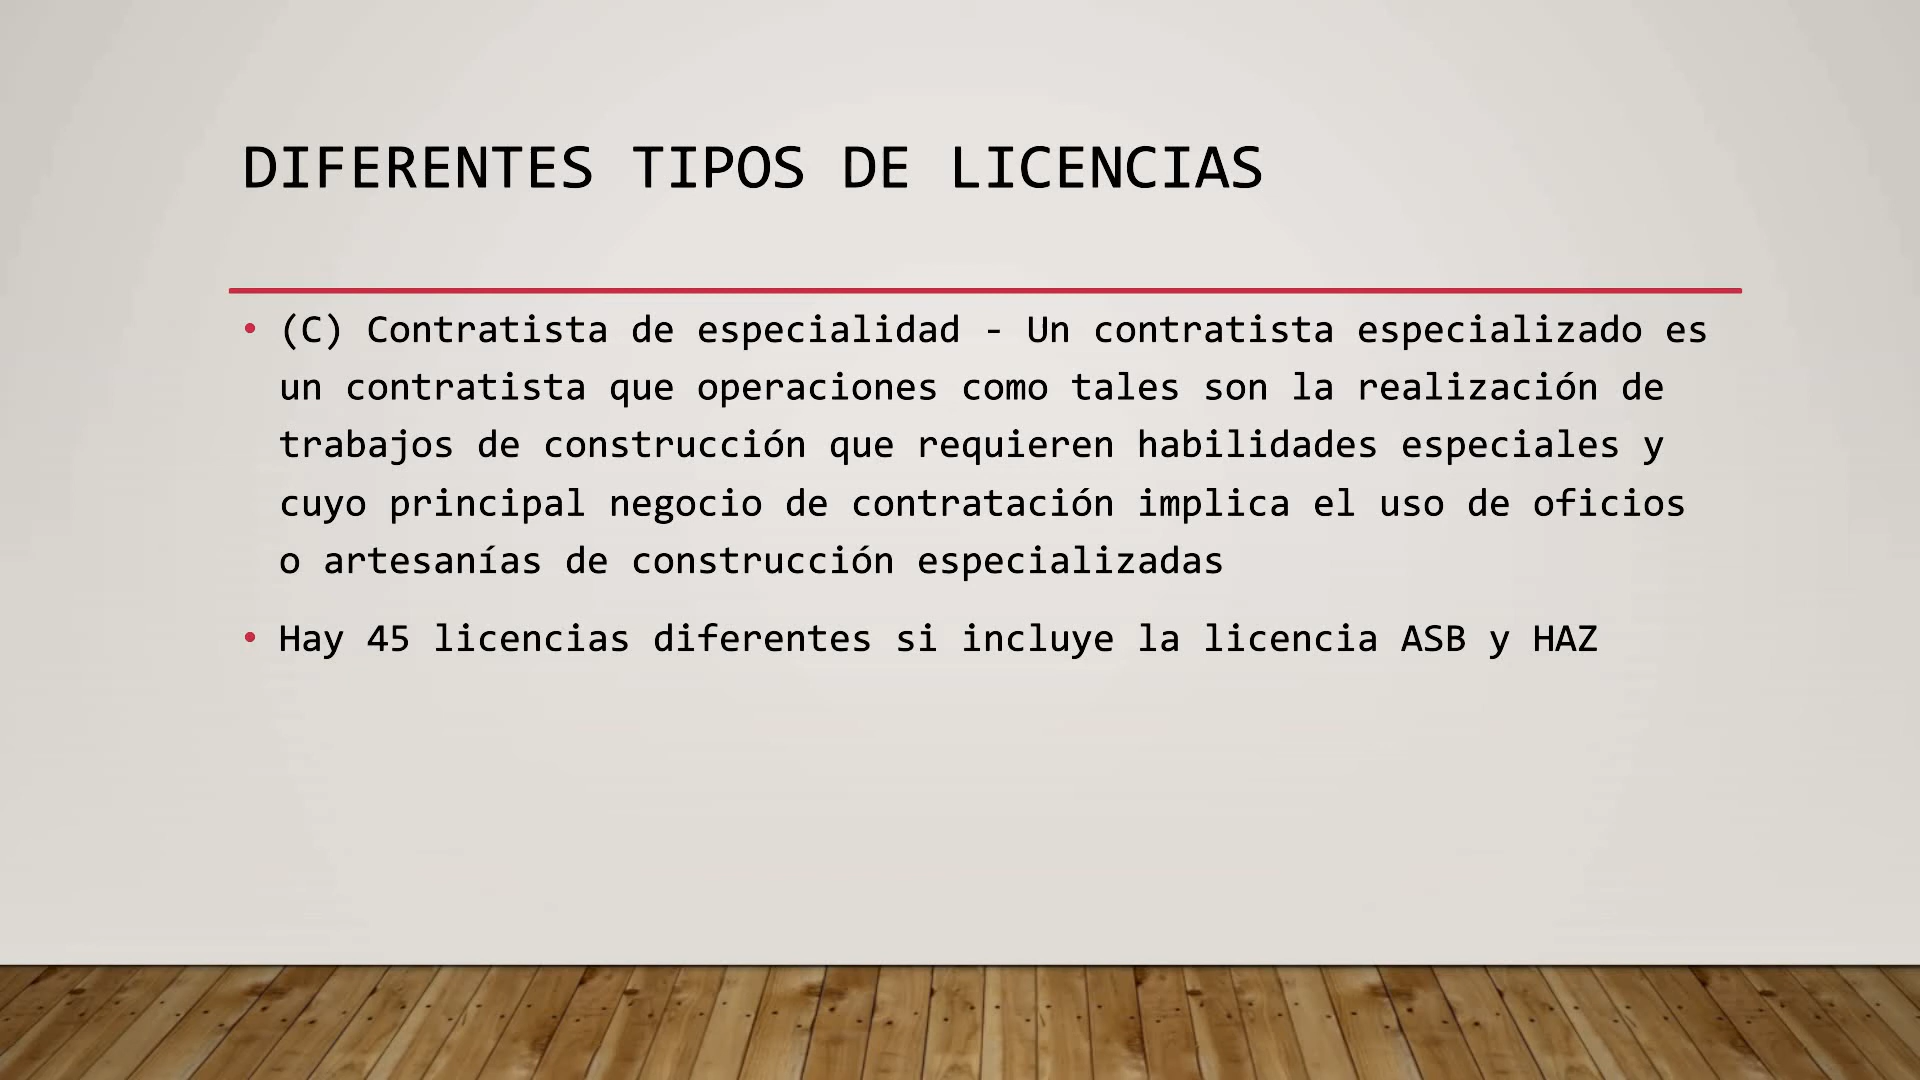 DIFERENTES TIPOS DE LICENCIAS
• (C) Contratista de especialidad - Un contratista especializado es
un contratista que operaciones como tales son la realización de
trabajos de construcción que requieren habilidades especiales y
cuyo principal negocio de contratación implica el uso de oficios
o artesanías de construcción especializadas
• Hay 45 licencias diferentes si incluye la licencia ASB y HAZ